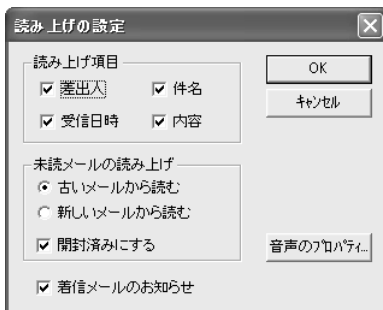 読み上げの設定
読み上げ項目
差出人
件名
受信日時
内容
OK
ｷｬﾝｾﾙ
未読メールの読み上げ
古いメールから読む
新しいメールから読む
開封済みにする
音声のﾌﾟﾛﾊﾟﾃｨ...
着信メールのお知らせ